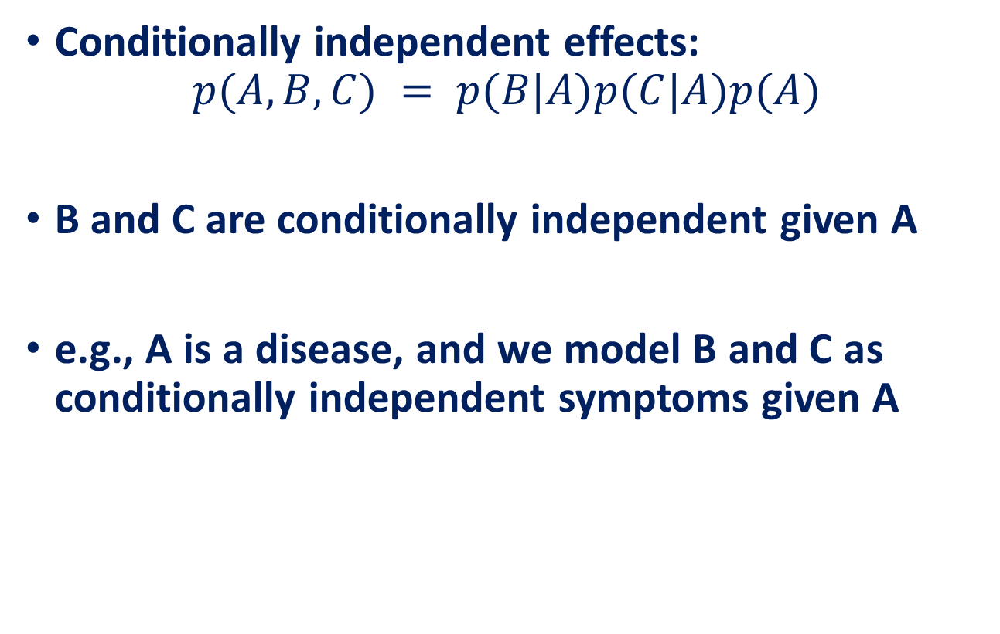 • Conditionally independent effects:
p(A, B, C) = p(B|A)p(C|A)p(A)
• B and C are conditionally independent given A
• e.g., A is a disease, and we model B and C as
conditionally independent symptoms given A